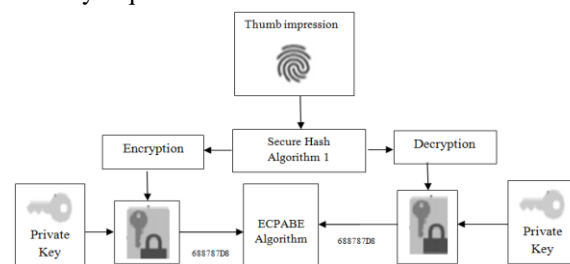 Thumb impression
Secure Hash
Algorithm 1
Encryption
Decryption
Private
Key
688787D8
ECPABE
Algorithm
688787D8
Private
Key